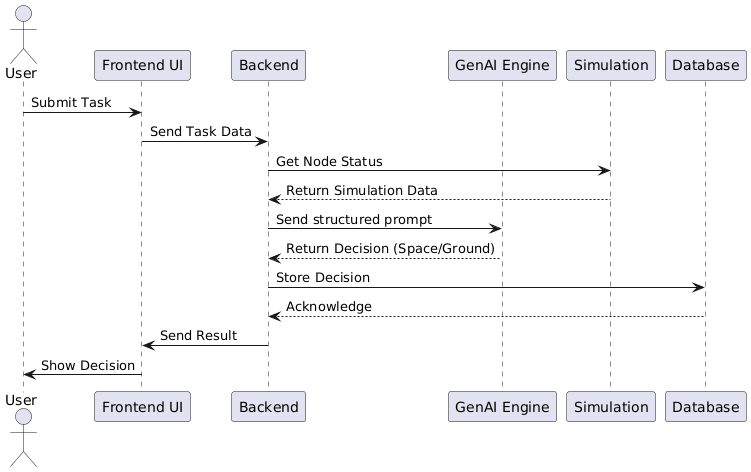 User
Frontend UI
Backend
GenAI Engine
Simulation
Database
Submit Task
Send Task Data
Get Node Status
Return Simulation Data
Send structured prompt
Return Decision (Space/Ground)
Store Decision
Acknowledge
Send Result
Show Decision
User
Frontend UI
Backend
GenAI Engine
Simulation
Database